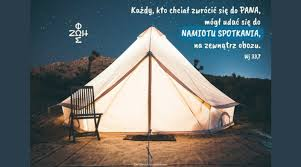 Φ
ΖΩΗ
Σ
Każdy, kto chciał zwrócić się do PANA,
mógł udać się do
NAMIOTU SPOTKANIA,
na zewnątrz obozu.
Wj 33,7